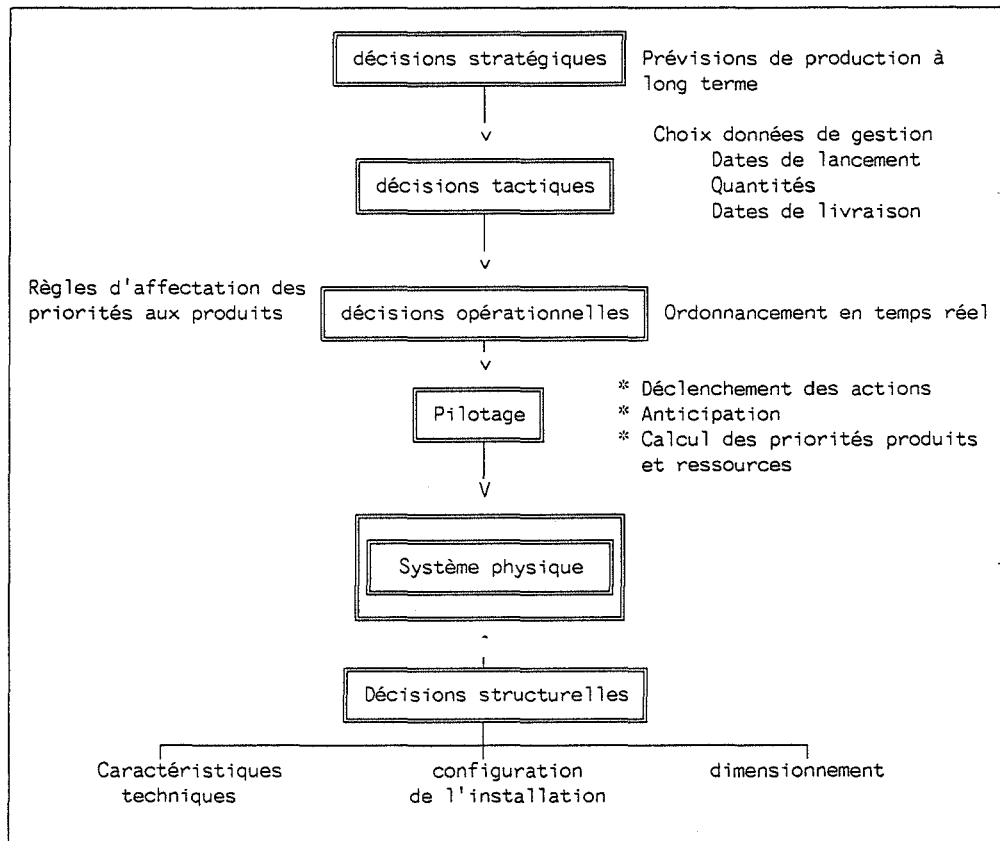 décisions stratégiques
Prévisions de production à
long terme
Choix données de gestion
Dates de lancement
Quantités
Dates de livraison
décisions tactiques
Règles d'affectation des
priorités aux produits
décisions opérationnelles
Ordonnancement en temps réel
Pilotage
* Déclenchement des actions
* Anticipation
* Calcul des priorités produits
et ressources
Système physique
Décisions structurelles
Caractéristiques
techniques
configuration
de l'installation
dimensionnement